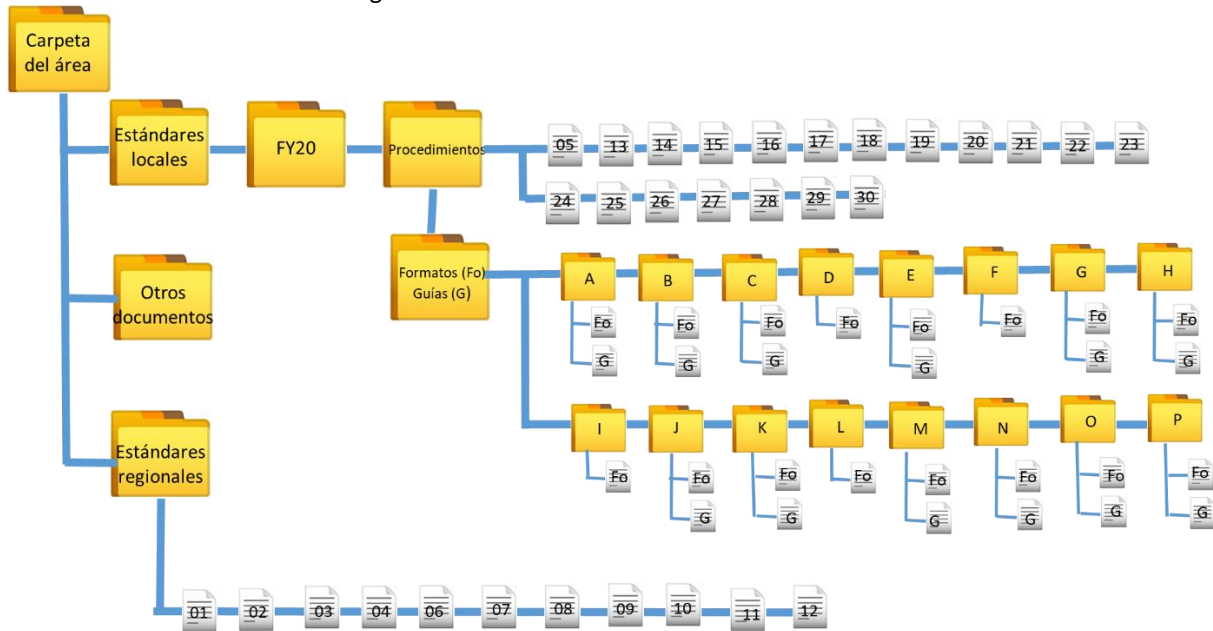 Carpeta
del área
Estándares
locales
FY20
Procedimientos
05 13 14 15 16 17 18 19 20 21 22 23
24 25 26 27 28 29 30
Formatos (Fo)
Guías (G)
A B C D E F G H
Fo Fo Fo Fo Fo Fo Fo Fo
G G G G G G
Otros
documentos
I J K L M N O P
Fo Fo Fo Fo Fo Fo Fo Fo
G G G G G G
Estándares
regionales
01 02 03 04 06 07 08 09 10 11 12